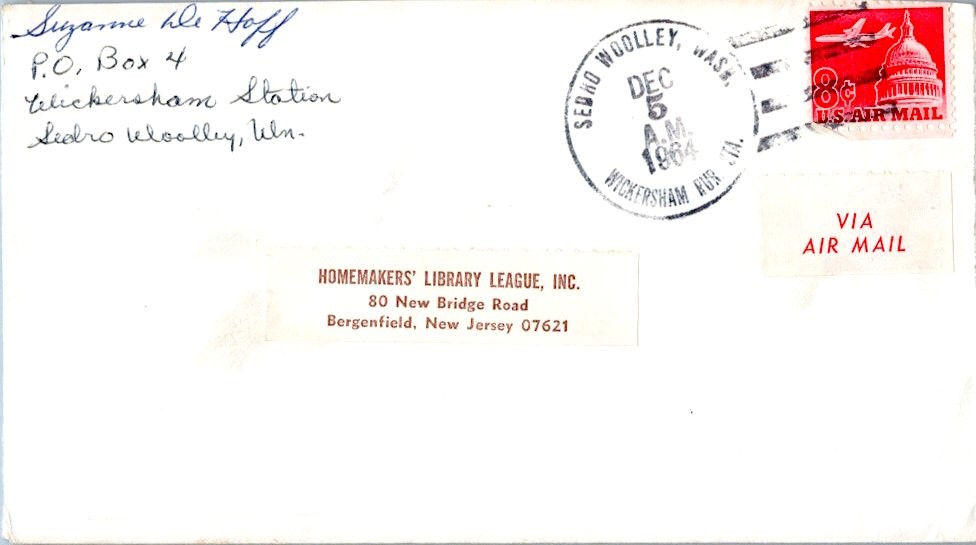 Suzanne De Hoff
P.O. Box 4
Wickersham Station
Sedro Woolley, Wn.
SEDRO WOOLLEY, WASH.
DEC
5
A.M.
1964
WICKERSHAM RUR. STA.
8¢
U.S. AIR MAIL
VIA
AIR MAIL
HOMEMAKERS' LIBRARY LEAGUE, INC.
80 New Bridge Road
Bergenfield, New Jersey 07621